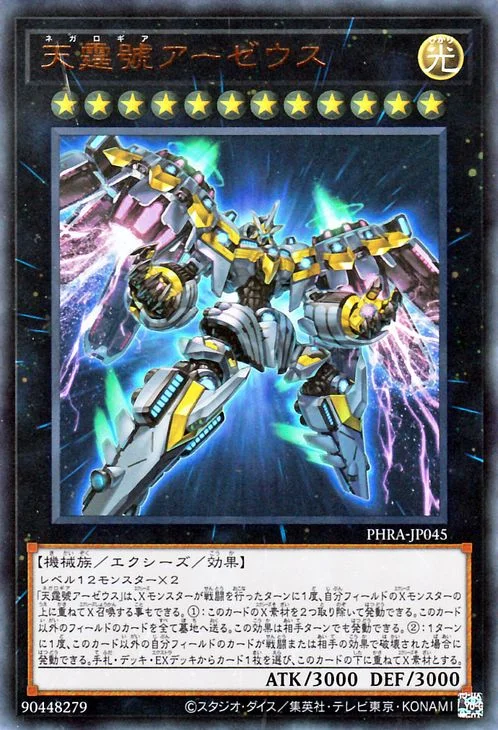 ネガロギア
天霆號アーゼウス
ひかり
光
PHRA-JP045
【機械族／エクシーズ／効果】
レベル12モンスター×2
「天霆號アーゼウス」は、Xモンスターが戦闘を行ったターンに1度、自分フィールドのXモンスターの
上に重ねてX召喚する事もできる。①：このカードのX素材を2つ取り除いて発動できる。このカード
以外のフィールドのカードを全て墓地へ送る。この効果は相手ターンでも発動できる。②：1ターン
に1度、このカード以外の自分フィールドのカードが戦闘または相手の効果で破壊された場合に
発動できる。手札・デッキ・EXデッキからカード1枚を選び、このカードの下に重ねてX素材とする。
ATK/3000 DEF/3000
90448279
©スタジオ・ダイス／集英社・テレビ東京・KONAMI